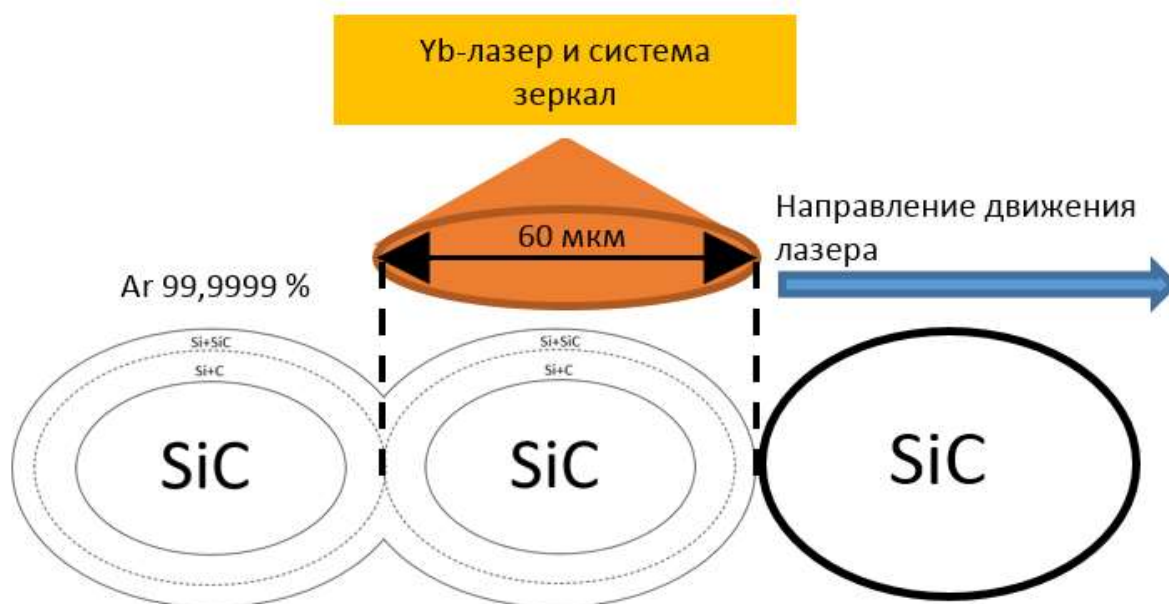 Yb-лазер и система
зеркал
60 мкм
Направление движения
лазера
Ar 99,9999 %
Si+SiC
Si+C
SiC
Si+SiC
Si+C
SiC
SiC